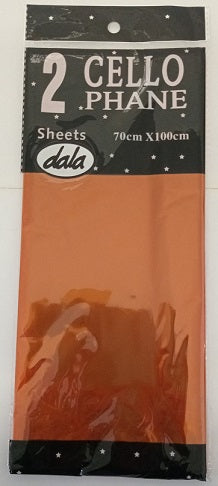 2 CELLO
PHANE
Sheets 70cm X100cm
dala